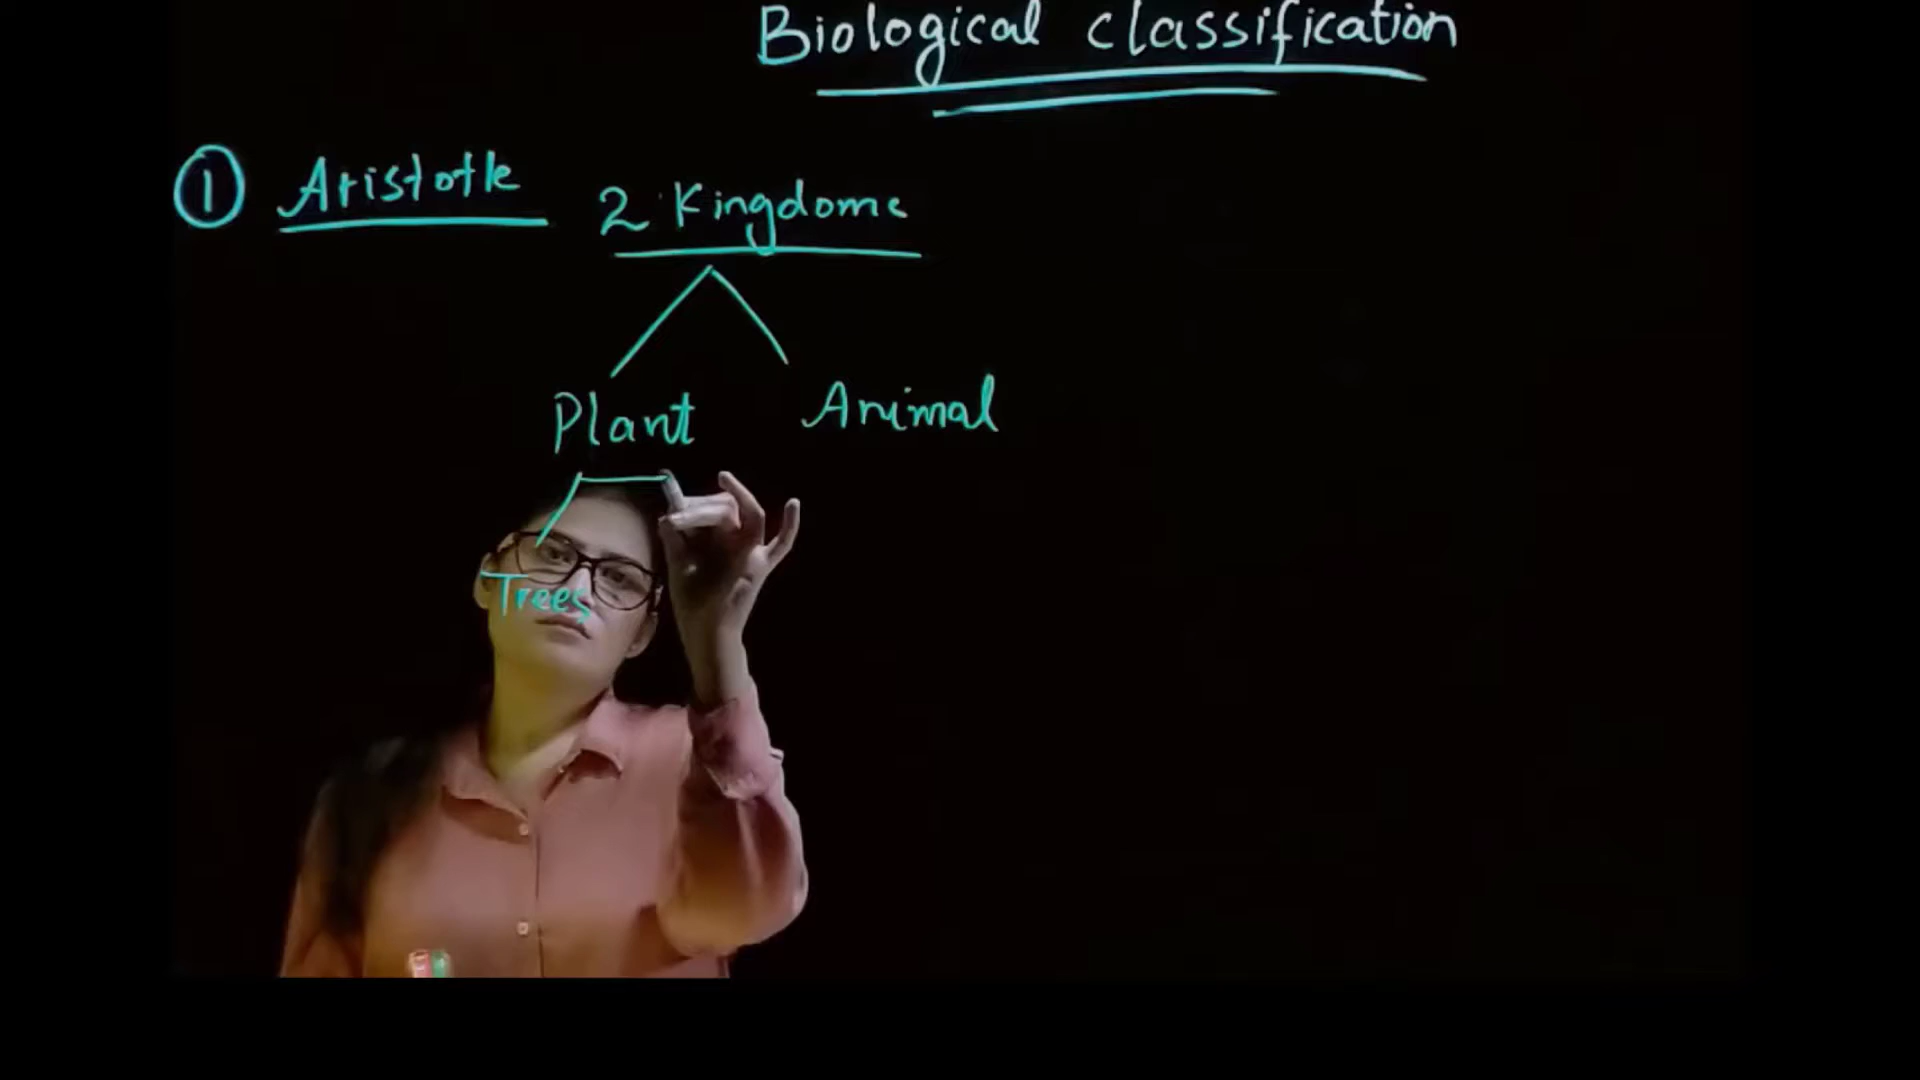 Biological classification
① Aristotle 2 Kingdome
Plant Animal
Trees